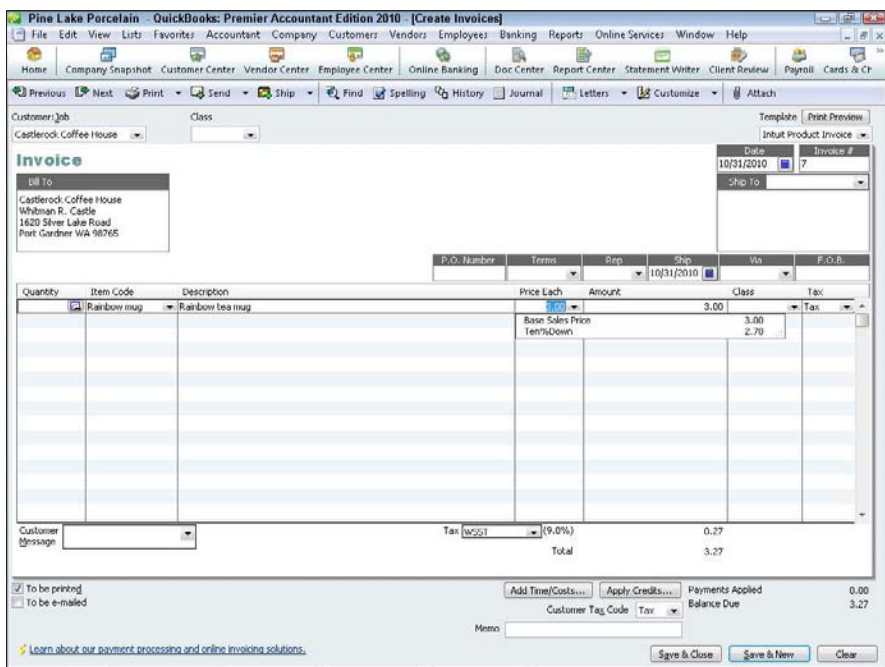 Pine Lake Porcelain - QuickBooks: Premier Accountant Edition 2010 - [Create Invoices]
File Edit View Lists Favorites Accountant Company Customers Vendors Employees Banking Reports Online Services Window Help
Home Company Snapshot Customer Center Vendor Center Employee Center Online Banking Doc Center Report Center Statement Writer Client Review Payroll Cards & Cr
Previous Next Print Send Ship Find Spelling History Journal Letters Customize Attach
Customer:Job Class Template Print Preview
Castlerock Coffee House Intuit Product Invoice
Invoice
Date Invoice #
10/31/2010 7
Bill To Ship To
Castlerock Coffee House
Whitman R. Castle
1620 Silver Lake Road
Port Gardner WA 98765
P.O. Number Terms Rep Ship Via F.O.B.
10/31/2010
Quantity Item Code Description Price Each Amount Class Tax
Rainbow mug Rainbow tea mug 3.00 3.00 Tax
Base Sales Price 3.00
Ten%Down 2.70
Customer Message Tax WSST (9.0%) 0.27
Total 3.27
To be printed Add Time/Costs... Apply Credits... Payments Applied 0.00
To be e-mailed Customer Tax Code Tax Balance Due 3.27
Memo
Learn about our payment processing and online invoicing solutions. Save & Close Save & New Clear